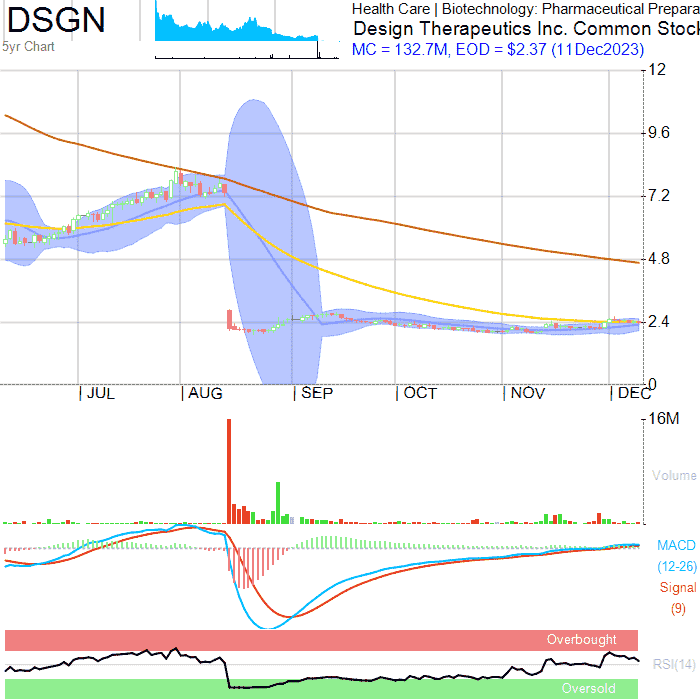 DSGN
5yr Chart
Health Care | Biotechnology: Pharmaceutical Prepara
Design Therapeutics Inc. Common Stock
MC = 132.7M, EOD = $2.37 (11Dec2023)
12
9.6
7.2
4.8
2.4
0
| JUL | AUG | SEP | OCT | NOV | DEC
16M
Volume
MACD
(12-26)
Signal
(9)
Overbought
RSI(14)
Oversold